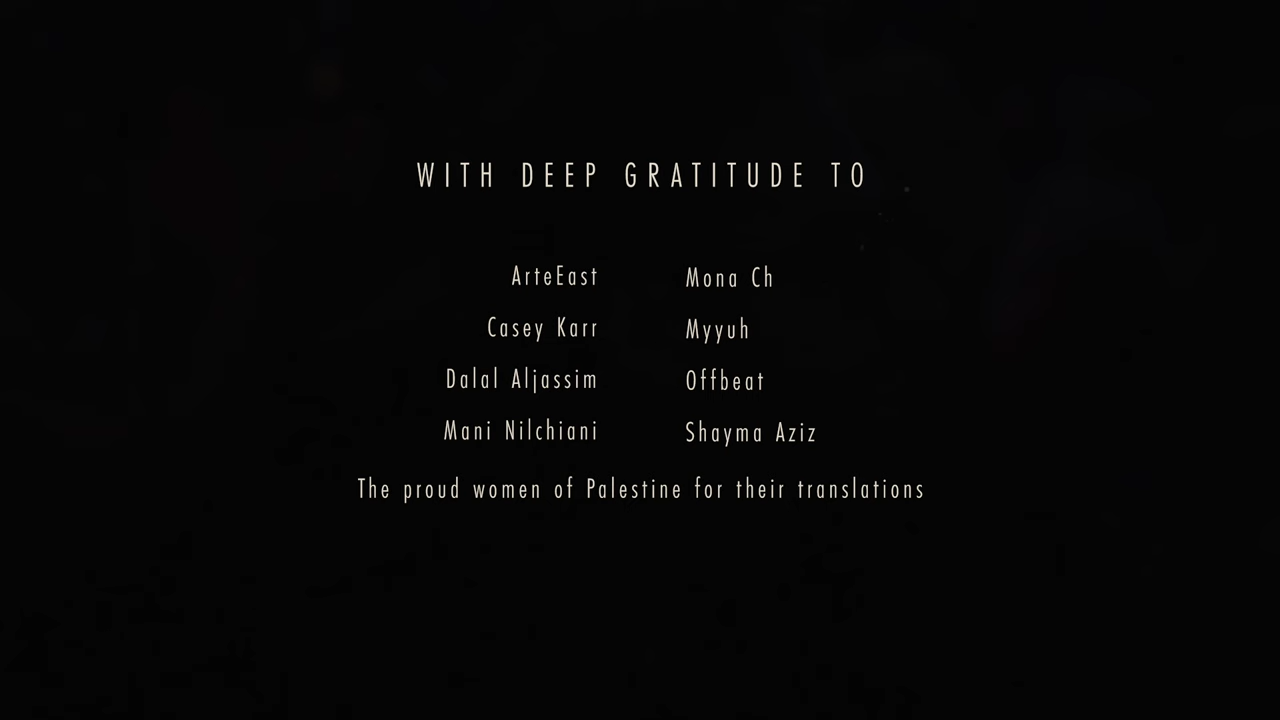 WITH DEEP GRATITUDE TO
ArteEast
Casey Karr
Dalal Aljassim
Mani Nilchiani
Mona Ch
Myyuh
Offbeat
Shayma Aziz
The proud women of Palestine for their translations